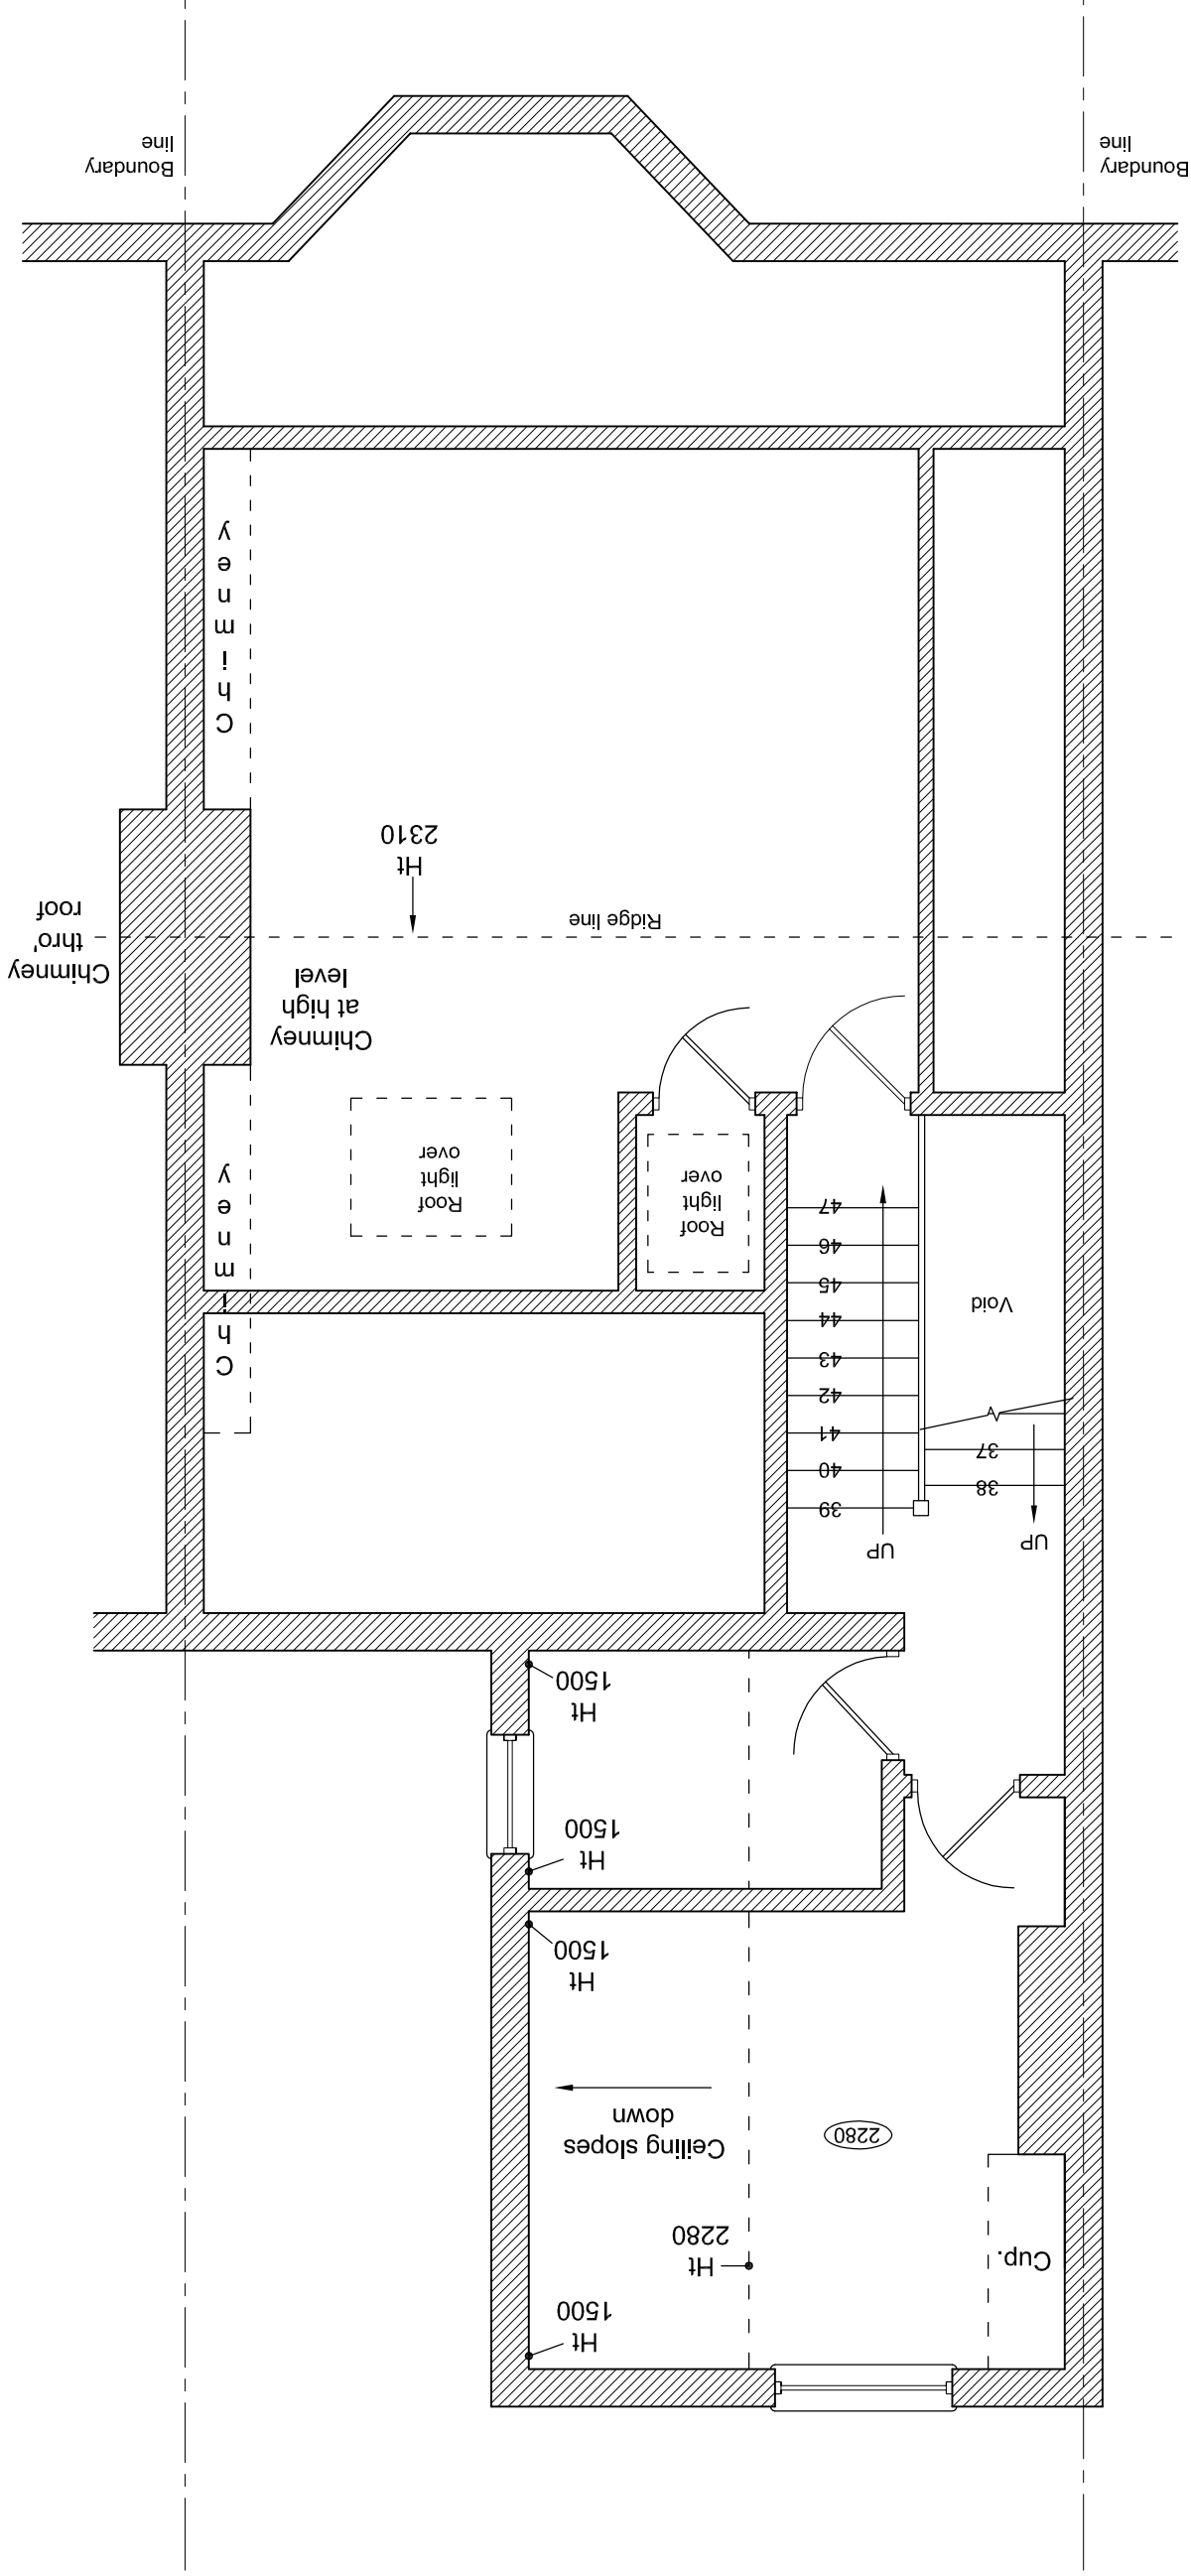 Ht
1500
Cup.
Ht
2280
Ceiling slopes
down
2280
Ht
1500
Ht
1500
Ht
1500
UP
UP
39
40
41
42
43
44
45
46
47
38
37
Void
Roof
light
over
Roof
light
over
Chimney
Chimney
at high
level
Chimney
thro'
roof
Ridge line
Ht
2310
Chimney
Boundary
line
Boundary
line